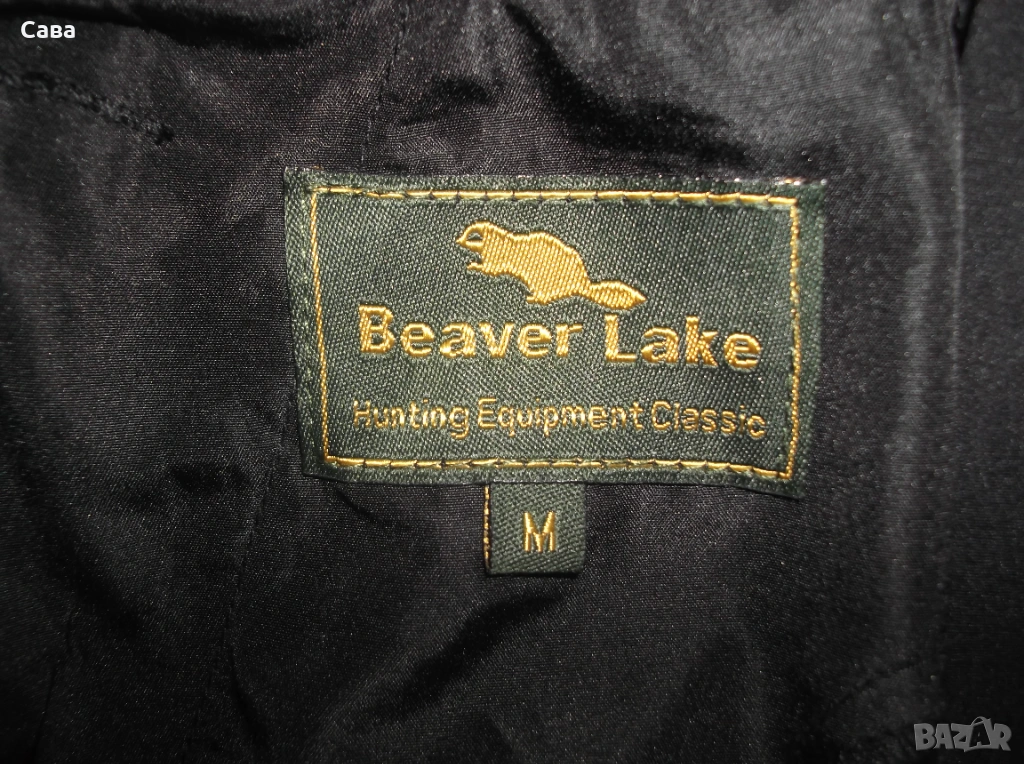 Сава
Beaver Lake
Hunting Equipment Classic
M
BAZAR